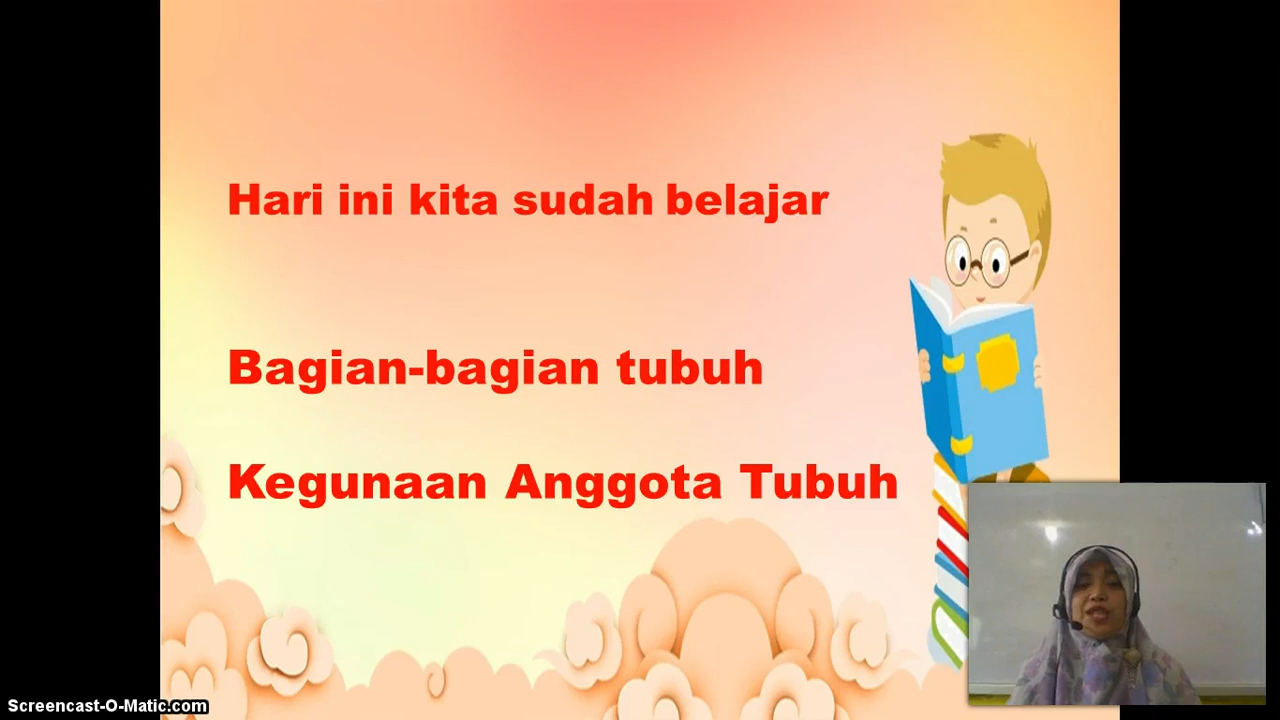 Hari ini kita sudah belajar
Bagian-bagian tubuh
Kegunaan Anggota Tubuh
Screencast-O-Matic.com